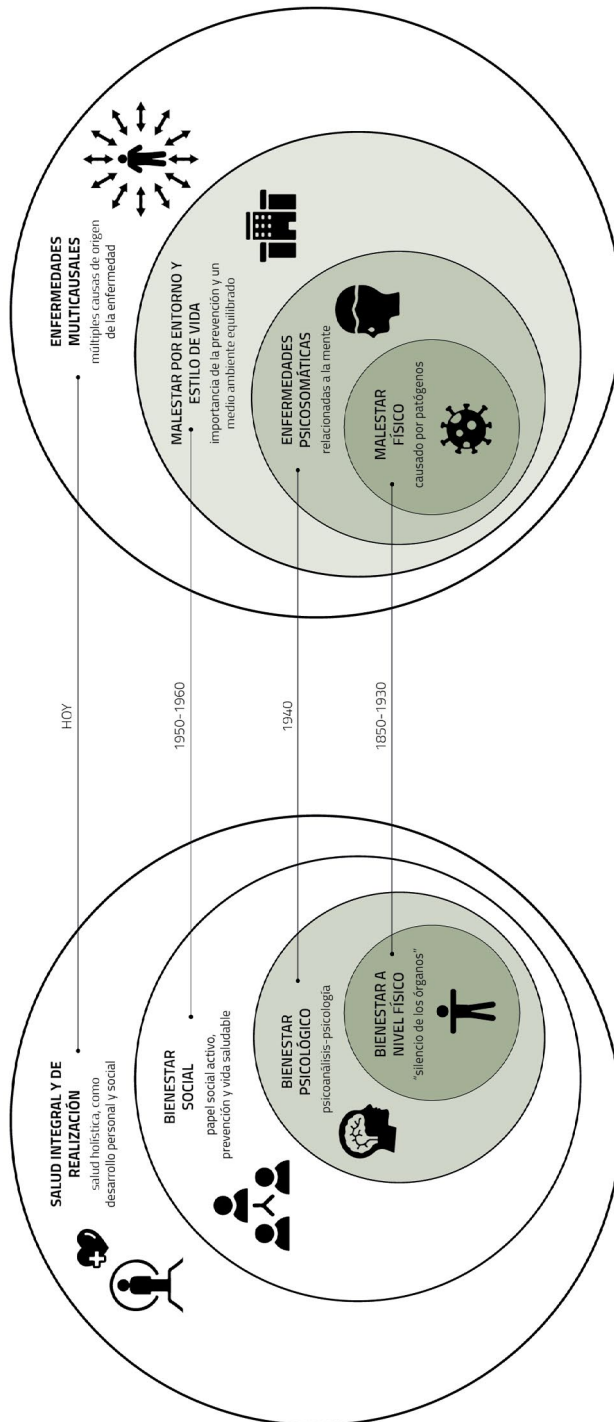 SALUD INTEGRAL Y DE
REALIZACIÓN
salud holística, como
desarrollo personal y social
BIENESTAR
SOCIAL
papel social activo,
prevención y vida saludable
BIENESTAR
PSICOLÓGICO
psicoanálisis-psicología
BIENESTAR A
NIVEL FÍSICO
"silencio de los órganos"
HOY
1950-1960
1940
1850-1930
ENFERMEDADES
MULTICAUSALES
múltiples causas de origen
de la enfermedad
MALESTAR POR ENTORNO Y
ESTILO DE VIDA
importancia de la prevención y un
medio ambiente equilibrado
ENFERMEDADES
PSICOSOMÁTICAS
relacionadas a la mente
MALESTAR
FÍSICO
causado por patógenos